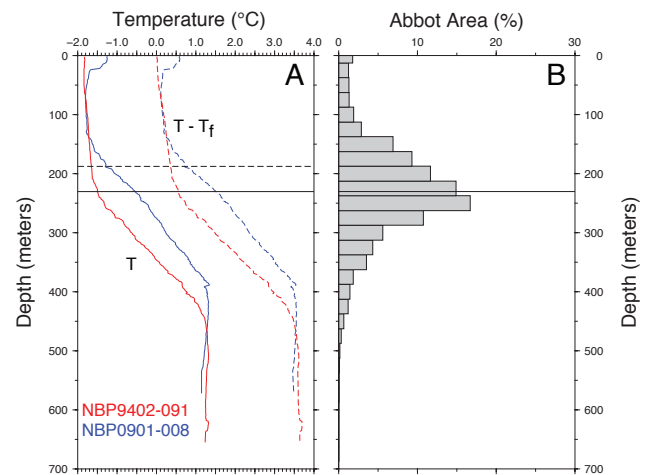 Temperature (°C)
Abbot Area (%)
-2.0 -1.0 0.0 1.0 2.0 3.0 4.0
0 10 20 30
A
B
T - Tf
T
Depth (meters)
0
100
200
300
400
500
600
700
NBP9402-091
NBP0901-008
0
100
200
300
400
500
600
700
Depth (meters)